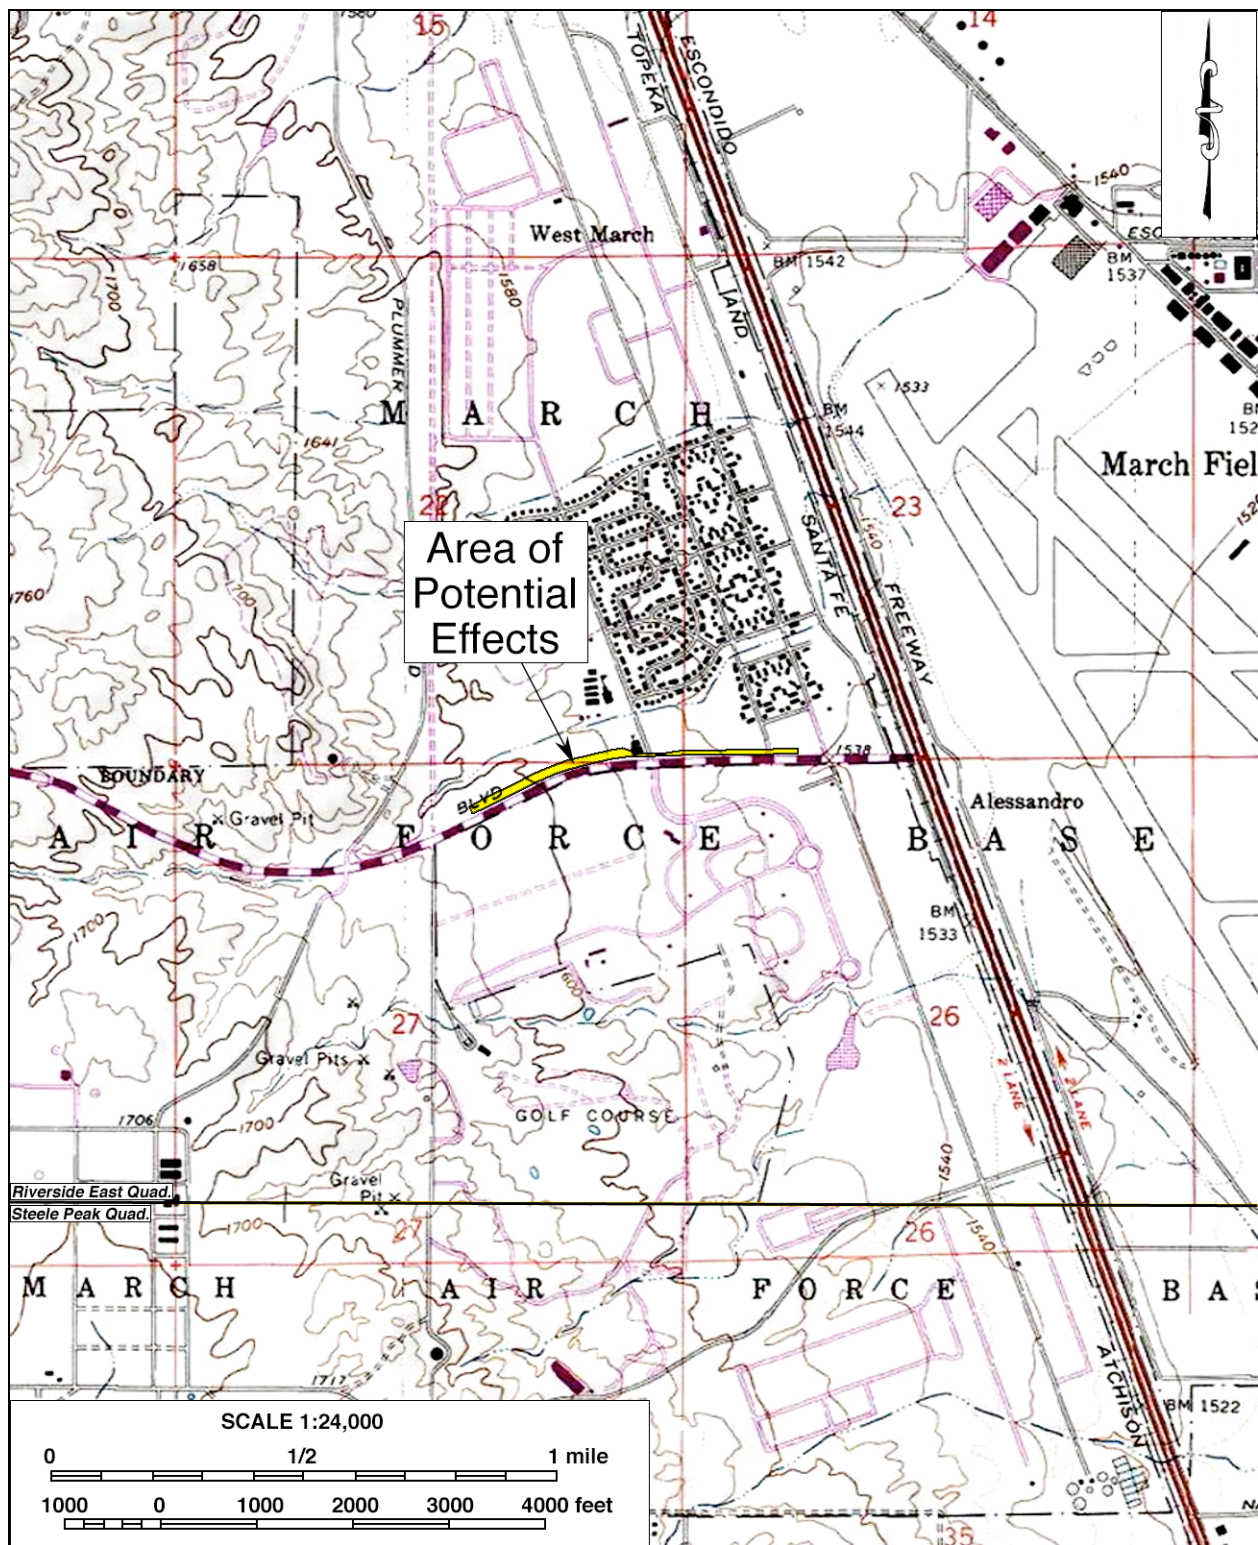 1580
15
14
TOPEKA
ESCONDIDO
1540
West March
BM 1542
BM
1537
1658
1700
1580
PLUMMER
AND
1533
BM
1544
M A R C H
1641
March Fiel
22
23
1540
SANTA FE
FREEWAY
1760
700
Area of
Potential
Effects
1538
BOUNDARY
BLVD
Gravel Pit
Alessandro
A I R F O R C E B A S E
1700
BM
1533
600
27
26
Gravel Pits
2 LANE
2 LANE
GOLF COURSE
1706
1700
1540
Gravel
Pit
Riverside East Quad.
Steele Peak Quad.
1700
27
26
1540
M A R C H A I R F O R C E B A S
ATCHISON
1717
BM 1522
SCALE 1:24,000
0 1/2 1 mile
1000 0 1000 2000 3000 4000 feet
35